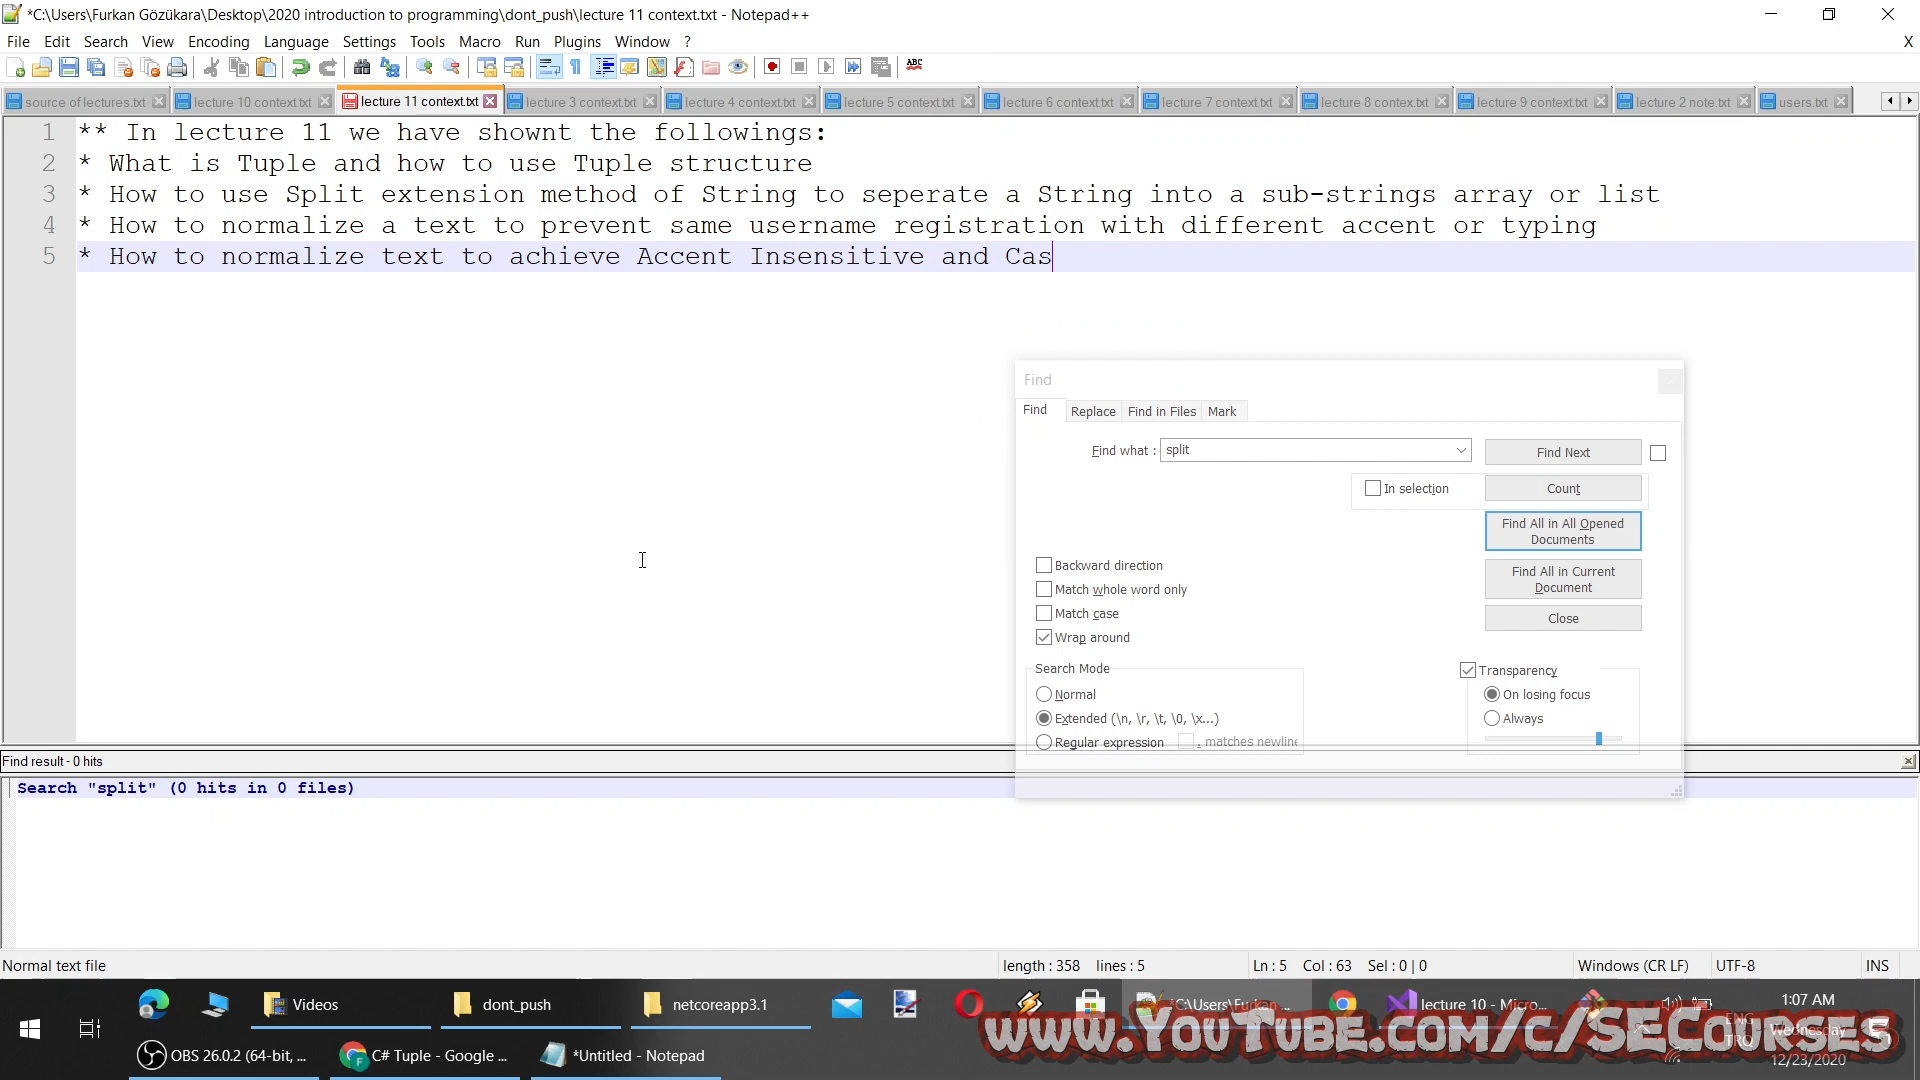 *C:\Users\Furkan Gözükara\Desktop\2020 introduction to programming\dont_push\lecture 11 context.txt - Notepad++
File Edit Search View Encoding Language Settings Tools Macro Run Plugins Window ? X
source of lectures.txt lecture 10 context.txt lecture 11 context.txt lecture 3 context.txt lecture 4 context.txt lecture 5 context.txt lecture 6 context.txt lecture 7 context.txt lecture 8 contex.txt lecture 9 context.txt lecture 2 note.txt users.txt
1 ** In lecture 11 we have shownt the followings:
2 * What is Tuple and how to use Tuple structure
3 * How to use Split extension method of String to seperate a String into a sub-strings array or list
4 * How to normalize a text to prevent same username registration with different accent or typing
5 * How to normalize text to achieve Accent Insensitive and Cas
Find
Find Replace Find in Files Mark
Find what : split Find Next
In selection Count
Find All in All Opened
Documents
Backward direction
Find All in Current
Document
Match whole word only
Match case
Close
Wrap around
Search Mode
Transparency
Normal
On losing focus
Extended (\n, \r, \t, \0, \x...)
Always
Regular expression . matches newline
Find result - 0 hits
Search "split" (0 hits in 0 files)
Normal text file length : 358 lines : 5 Ln : 5 Col : 63 Sel : 0 | 0 Windows (CR LF) UTF-8 INS
Videos dont_push netcoreapp3.1 *C:\Users\Furkan ... lecture 10 - Micro... 1:07 AM
ENG
TRQ
Wednesday
12/23/2020
OBS 26.0.2 (64-bit, ... C# Tuple - Google ... *Untitled - Notepad
www.YouTube.com/c/SECourses